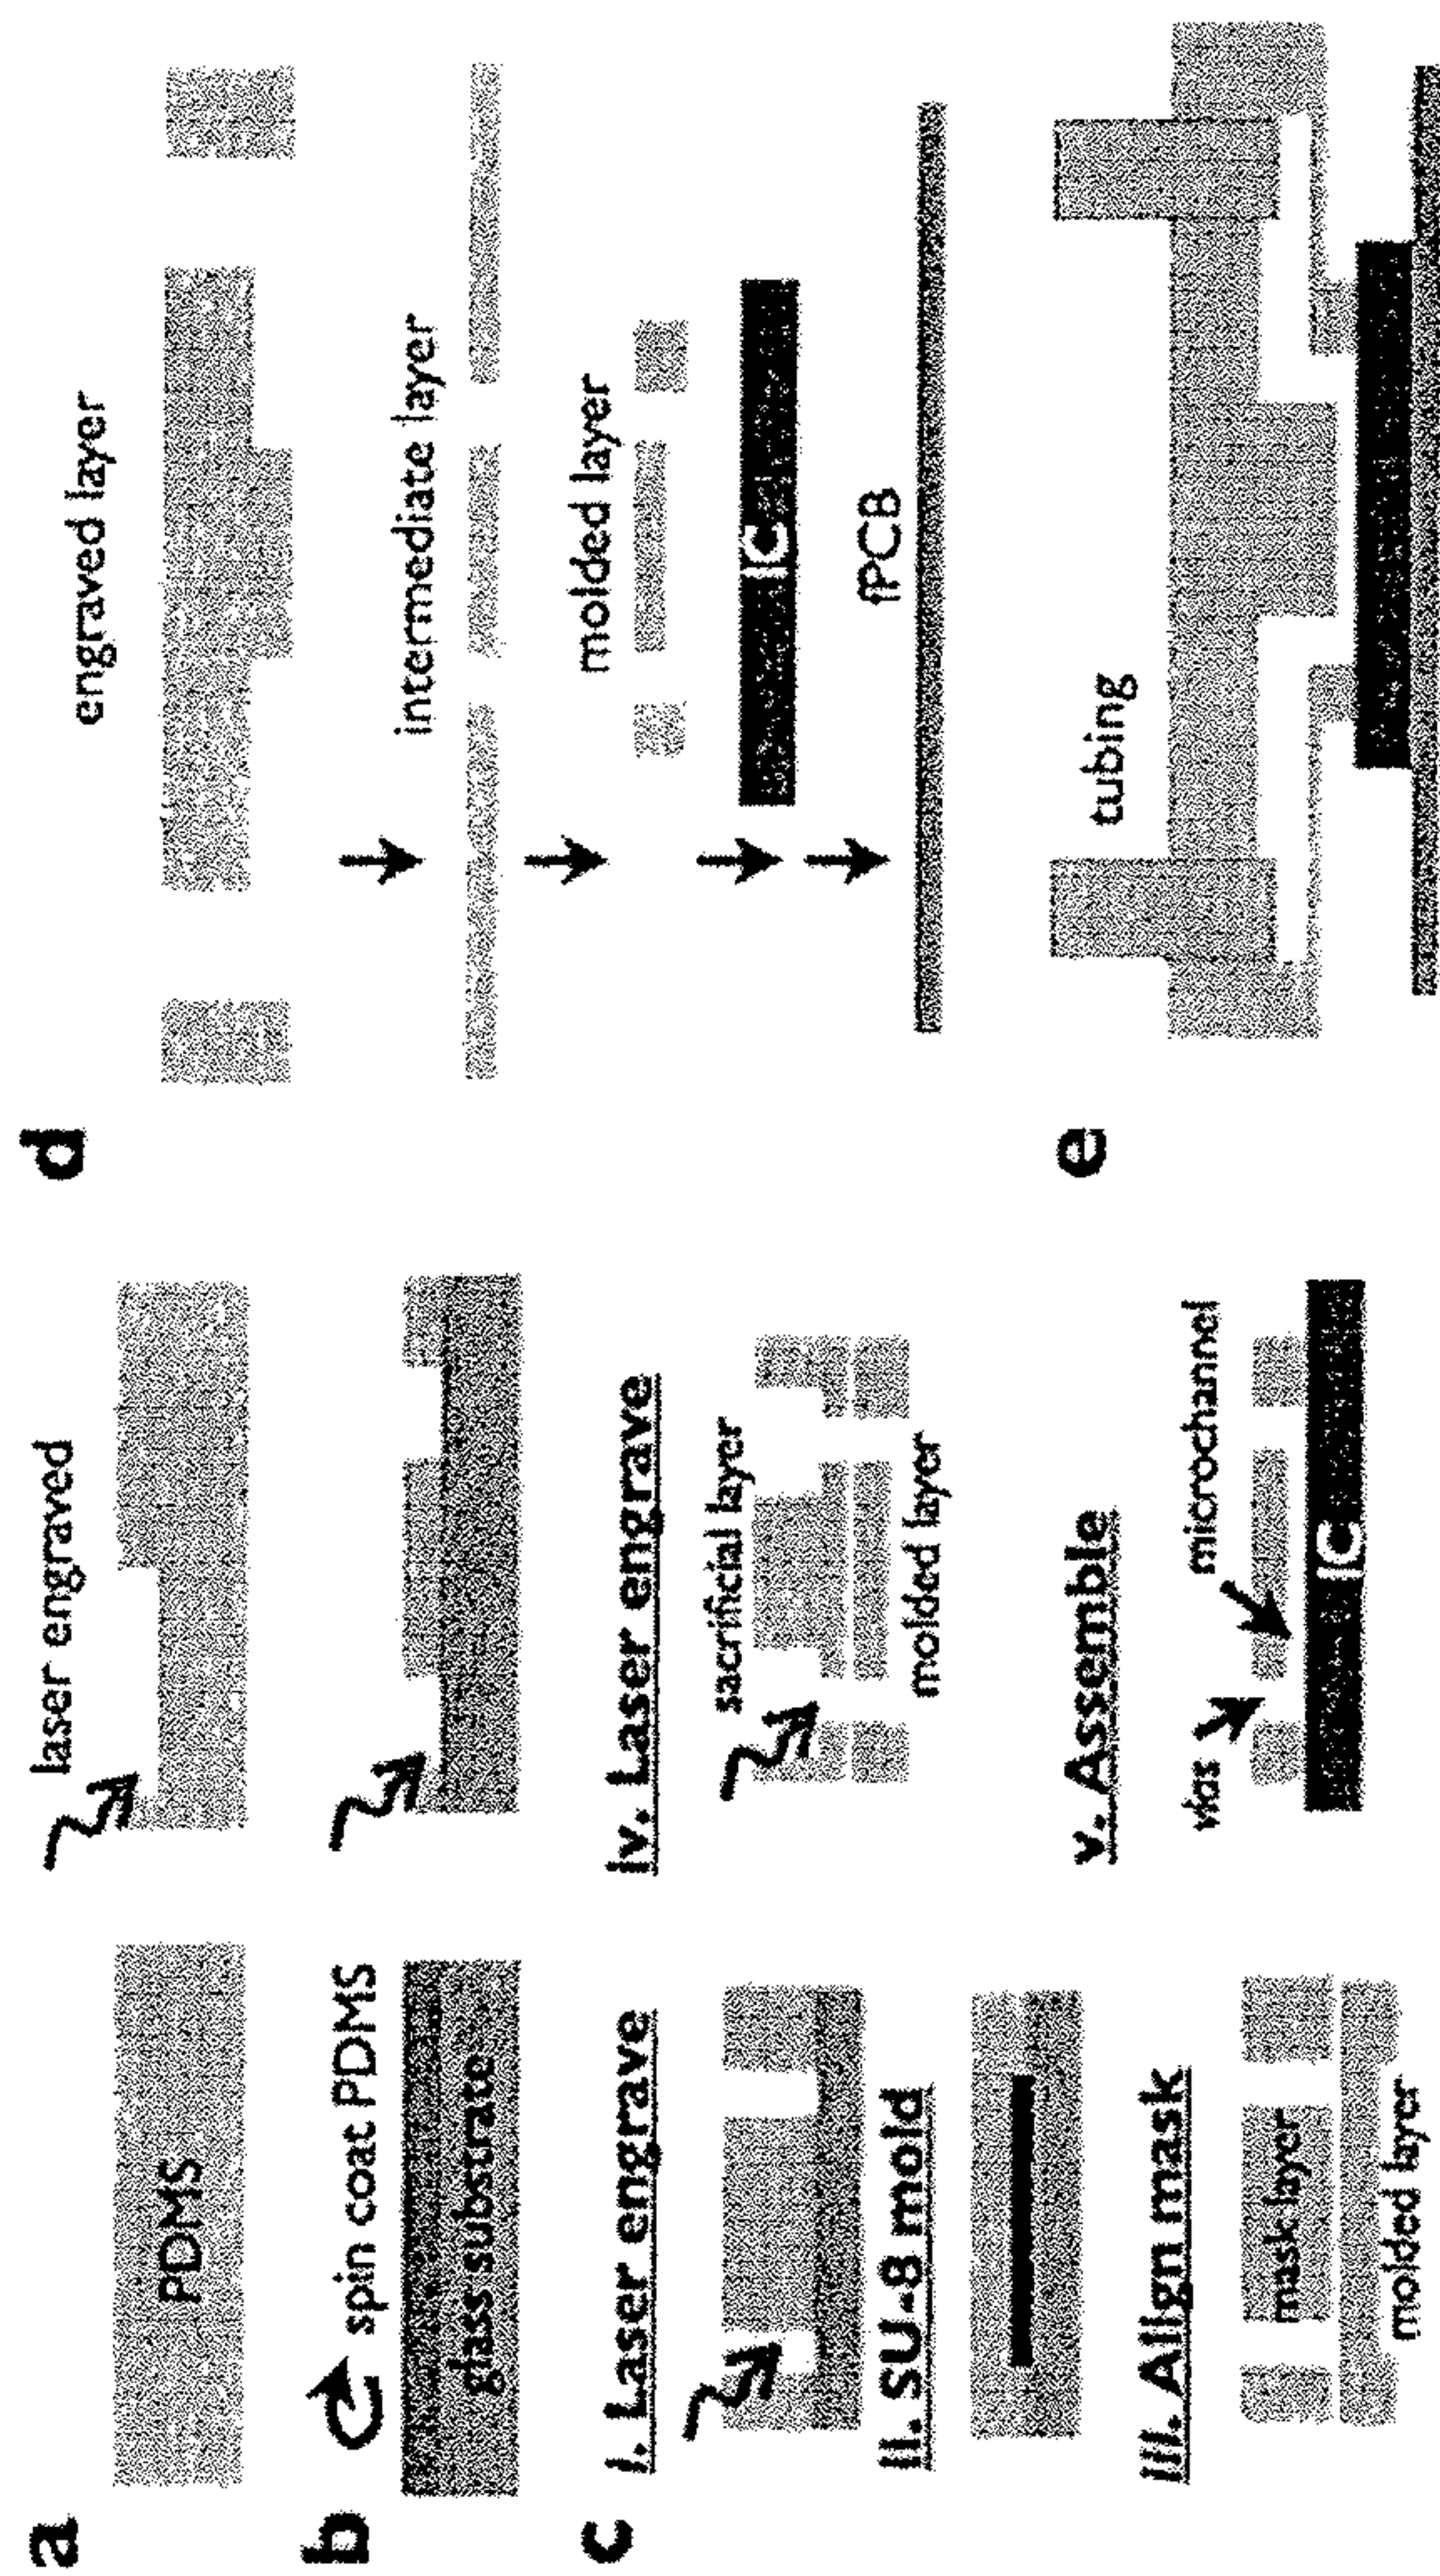 a
PDMS
laser engraved
b
spin coat PDMS
glass substrate
c
i. Laser engrave
ii. SU-8 mold
iii. Align mask
mask layer
molded layer
iv. Laser engrave
sacrificial layer
molded layer
v. Assemble
vias
microchannel
IC
d
engraved layer
intermediate layer
molded layer
IC
fPCB
e
tubing